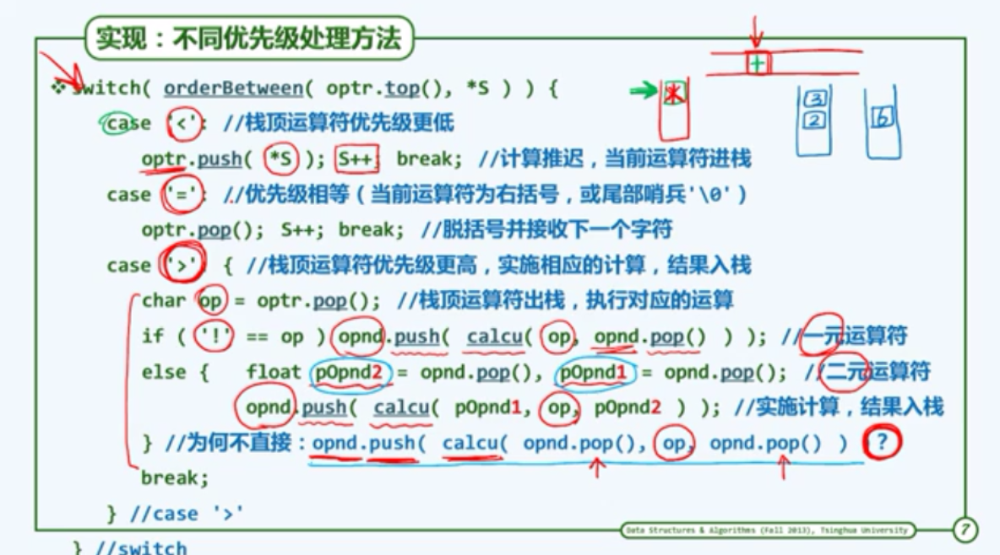 实现：不同优先级处理方法
switch( orderBetween( optr.top(), *S ) ) {
case '<': //栈顶运算符优先级更低
optr.push( *S ); S++; break; //计算推迟，当前运算符进栈
case '=': //优先级相等（当前运算符为右括号，或尾部哨兵'\0'）
optr.pop(); S++; break; //脱括号并接收下一个字符
case '>': { //栈顶运算符优先级更高，实施相应的计算，结果入栈
char op = optr.pop(); //栈顶运算符出栈，执行对应的运算
if ( '!' == op ) opnd.push( calcu( op, opnd.pop() ) ); //一元运算符
else { float pOpnd2 = opnd.pop(), pOpnd1 = opnd.pop(); //二元运算符
opnd.push( calcu( pOpnd1, op, pOpnd2 ) ); //实施计算，结果入栈
} //为何不直接：opnd.push( calcu( opnd.pop(), op, opnd.pop() ) ?
break;
} //case '>'
} //switch
+
*
3
2
6
Data Structures & Algorithms (Fall 2013), Tsinghua University
7